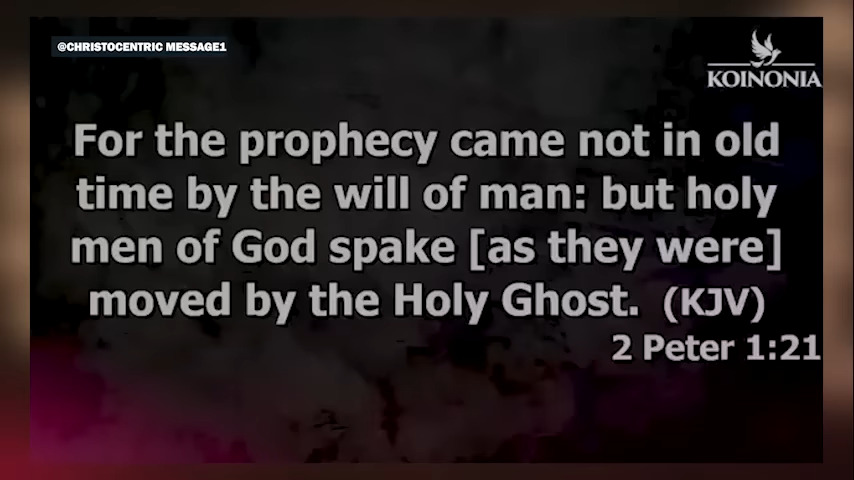 @CHRISTOCENTRIC MESSAGE1
KOINONIA
For the prophecy came not in old
time by the will of man: but holy
men of God spake [as they were]
moved by the Holy Ghost. (KJV)
2 Peter 1:21